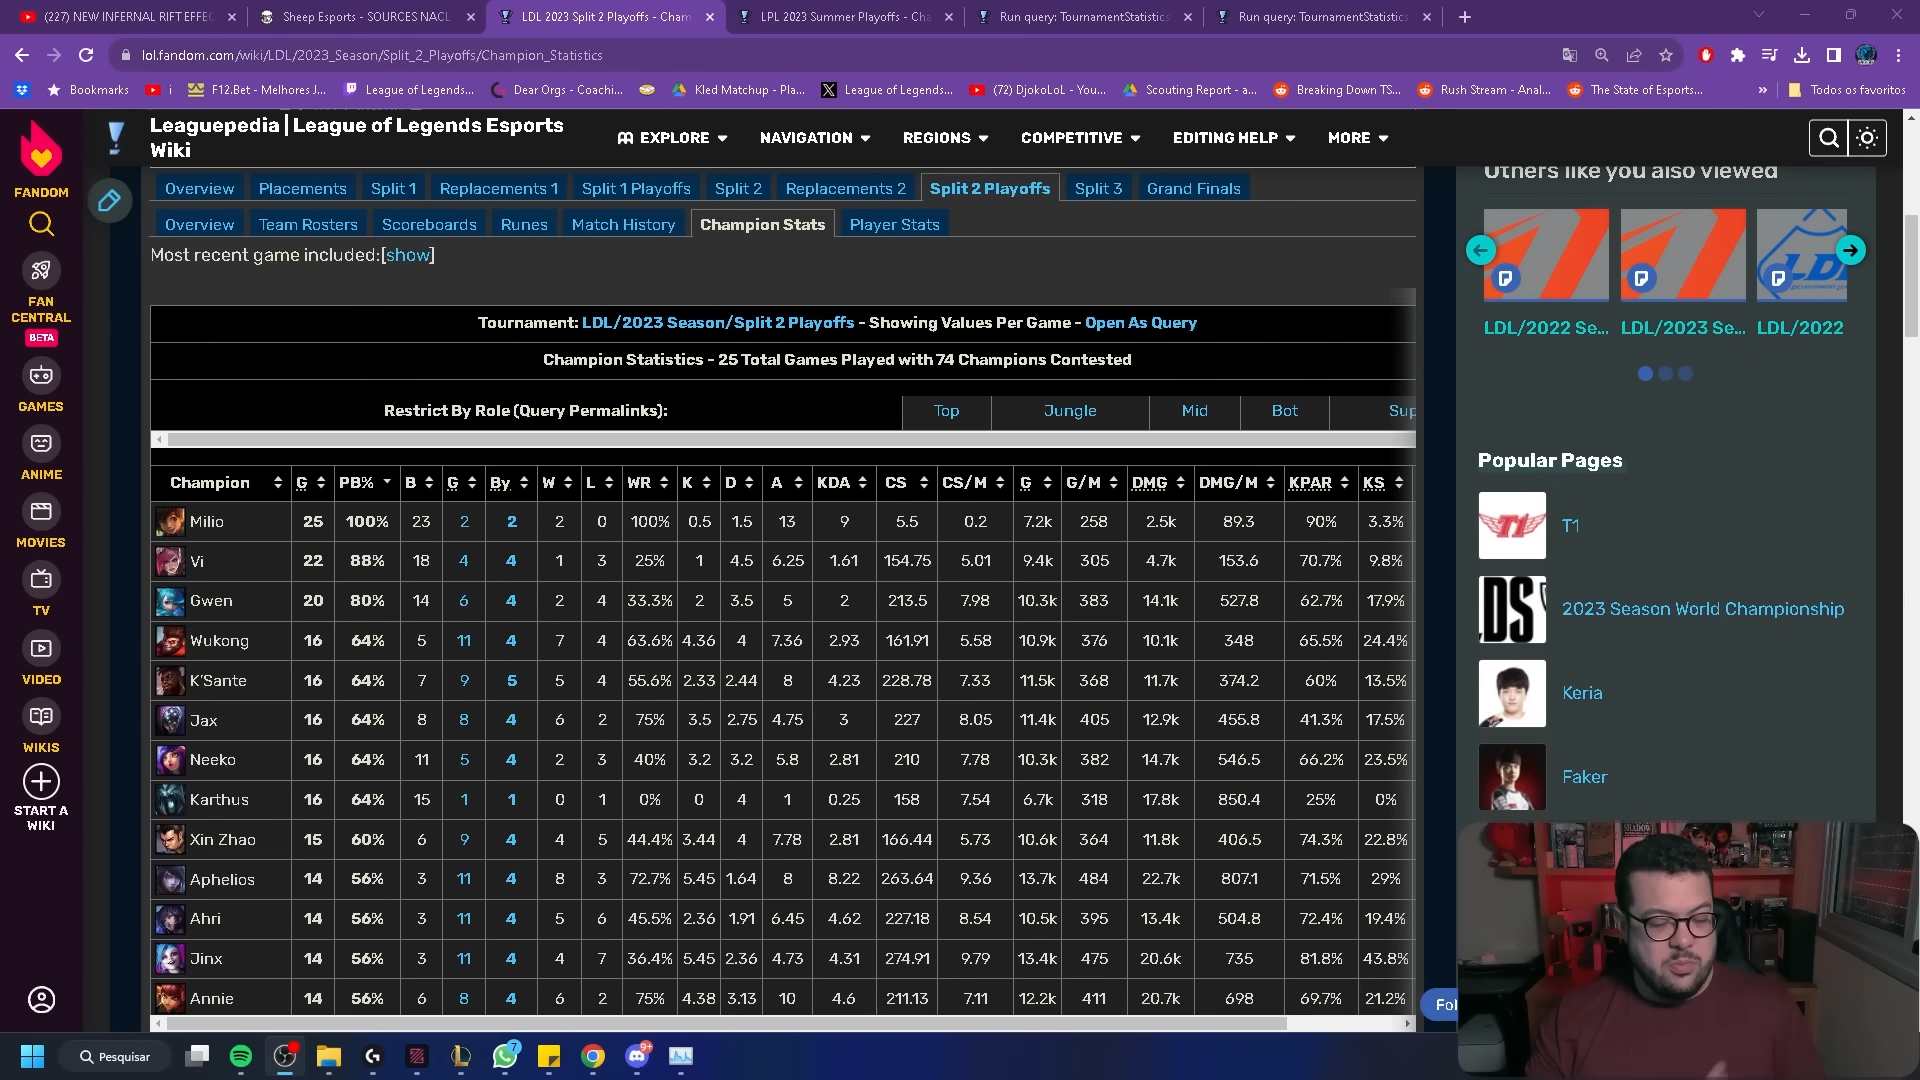 (227) NEW INFERNAL RIFT EFFEC
Sheep Esports - SOURCES NACL
LDL 2023 Split 2 Playoffs - Cham
LPL 2023 Summer Playoffs - Cha
Run query: TournamentStatistics
Run query: TournamentStatistics
lol.fandom.com/wiki/LDL/2023_Season/Split_2_Playoffs/Champion_Statistics
Bookmarks
i
F12.Bet - Melhores J...
League of Legends...
Dear Orgs - Coachi...
Kled Matchup - Pla...
League of Legends...
(72) DjokoLoL - You...
Scouting Report - a...
Breaking Down TS...
Rush Stream - Anal...
The State of Esports...
»
Todos os favoritos
FANDOM
FAN
CENTRAL
BETA
GAMES
ANIME
MOVIES
TV
VIDEO
WIKIS
START A
WIKI
Leaguepedia | League of Legends Esports
Wiki
EXPLORE
NAVIGATION
REGIONS
COMPETITIVE
EDITING HELP
MORE
Overview Placements Split 1 Replacements 1 Split 1 Playoffs Split 2 Replacements 2 Split 2 Playoffs Split 3 Grand Finals
Overview Team Rosters Scoreboards Runes Match History Champion Stats Player Stats
Most recent game included:[show]
Tournament: LDL/2023 Season/Split 2 Playoffs - Showing Values Per Game - Open As Query
Champion Statistics - 25 Total Games Played with 74 Champions Contested
Restrict By Role (Query Permalinks): Top Jungle Mid Bot Sup
Champion G PB% B G By W L WR K D A KDA CS CS/M G G/M DMG DMG/M KPAR KS
Milio 25 100% 23 2 2 2 0 100% 0.5 1.5 13 9 5.5 0.2 7.2k 258 2.5k 89.3 90% 3.3%
Vi 22 88% 18 4 4 1 3 25% 1 4.5 6.25 1.61 154.75 5.01 9.4k 305 4.7k 153.6 70.7% 9.8%
Gwen 20 80% 14 6 4 2 4 33.3% 2 3.5 5 2 213.5 7.98 10.3k 383 14.1k 527.8 62.7% 17.9%
Wukong 16 64% 5 11 4 7 4 63.6% 4.36 4 7.36 2.93 161.91 5.58 10.9k 376 10.1k 348 65.5% 24.4%
K'Sante 16 64% 7 9 5 5 4 55.6% 2.33 2.44 8 4.23 228.78 7.33 11.5k 368 11.7k 374.2 60% 13.5%
Jax 16 64% 8 8 4 6 2 75% 3.5 2.75 4.75 3 227 8.05 11.4k 405 12.9k 455.8 41.3% 17.5%
Neeko 16 64% 11 5 4 2 3 40% 3.2 3.2 5.8 2.81 210 7.78 10.3k 382 14.7k 546.5 66.2% 23.5%
Karthus 16 64% 15 1 1 0 1 0% 0 4 1 0.25 158 7.54 6.7k 318 17.8k 850.4 25% 0%
Xin Zhao 15 60% 6 9 4 4 5 44.4% 3.44 4 7.78 2.81 166.44 5.73 10.6k 364 11.8k 406.5 74.3% 22.8%
Aphelios 14 56% 3 11 4 8 3 72.7% 5.45 1.64 8 8.22 263.64 9.36 13.7k 484 22.7k 807.1 71.5% 29%
Ahri 14 56% 3 11 4 5 6 45.5% 2.36 1.91 6.45 4.62 227.18 8.54 10.5k 395 13.4k 504.8 72.4% 19.4%
Jinx 14 56% 3 11 4 4 7 36.4% 5.45 2.36 4.73 4.31 274.91 9.79 13.4k 475 20.6k 735 81.8% 43.8%
Annie 14 56% 6 8 4 6 2 75% 4.38 3.13 10 4.6 211.13 7.11 12.2k 411 20.7k 698 69.7% 21.2%
Others like you also viewed
LDL/2022 Se... LDL/2023 Se... LDL/2022
Popular Pages
T1
T1
LDS
2023 Season World Championship
Keria
Faker
Fol
Pesquisar
7
9+